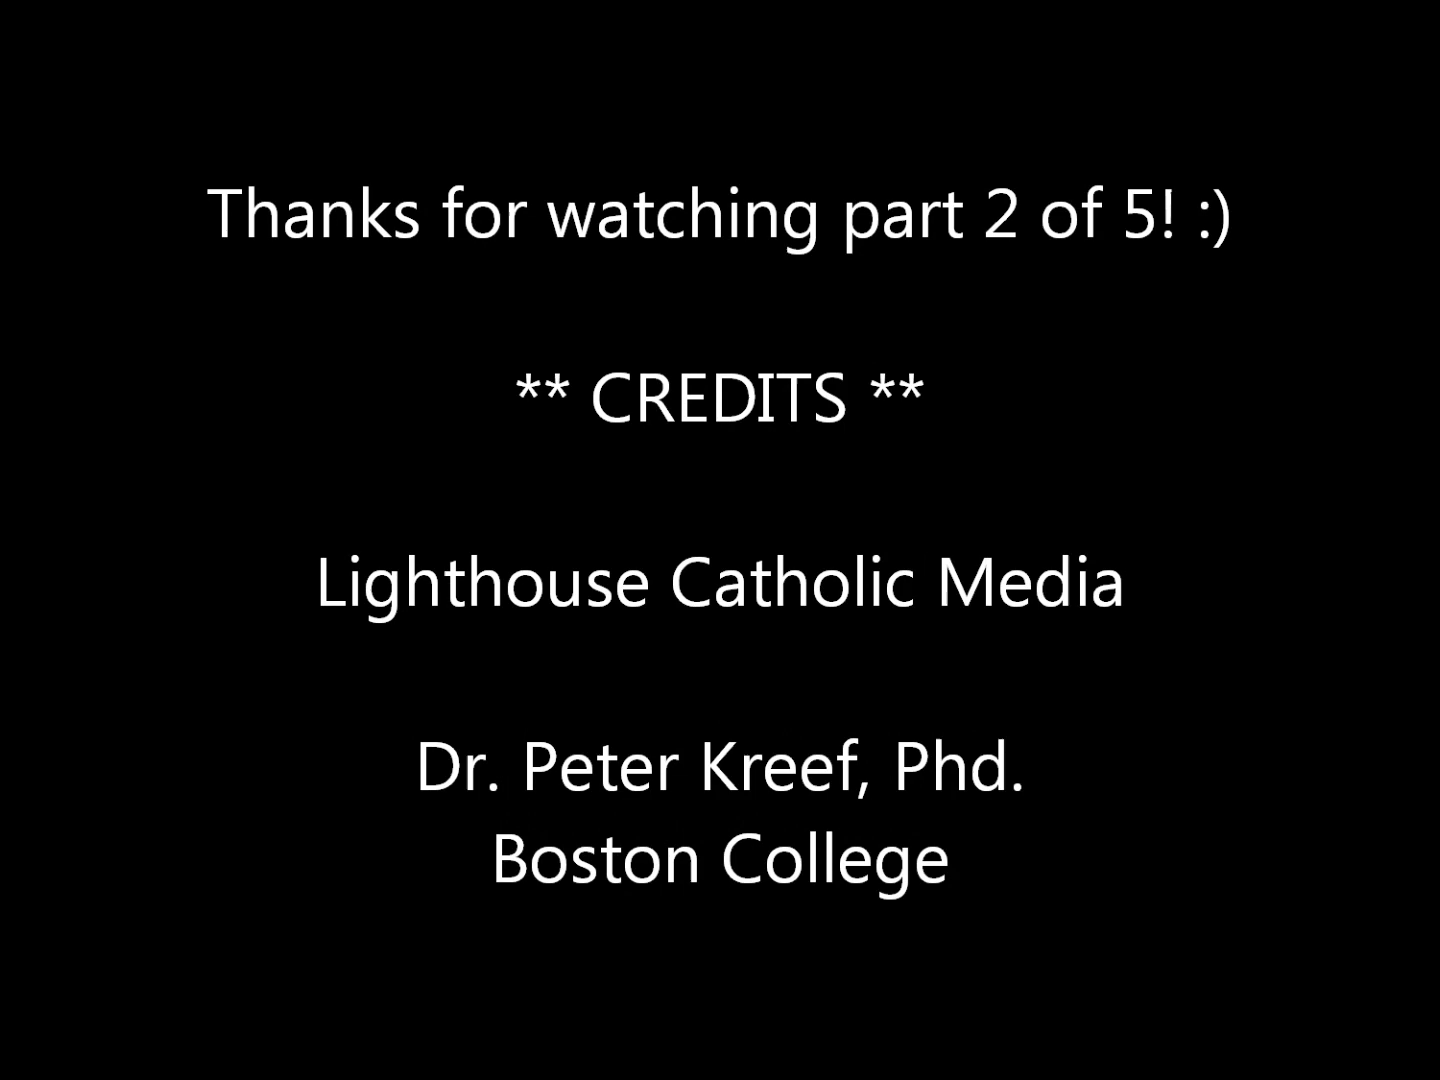 Thanks for watching part 2 of 5! :)
** CREDITS **
Lighthouse Catholic Media
Dr. Peter Kreef, Phd.
Boston College